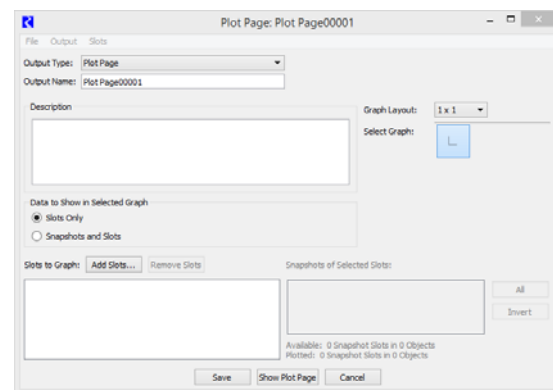 Plot Page: Plot Page00001
File Output Slots
Output Type: Plot Page
Output Name: Plot Page00001
Description
Graph Layout: 1 x 1
Select Graph:
Data to Show in Selected Graph
Slots Only
Snapshots and Slots
Slots to Graph: Add Slots... Remove Slots Snapshots of Selected Slots:
All
Invert
Available: 0 Snapshot Slots in 0 Objects
Plotted: 0 Snapshot Slots in 0 Objects
Save Show Plot Page Cancel